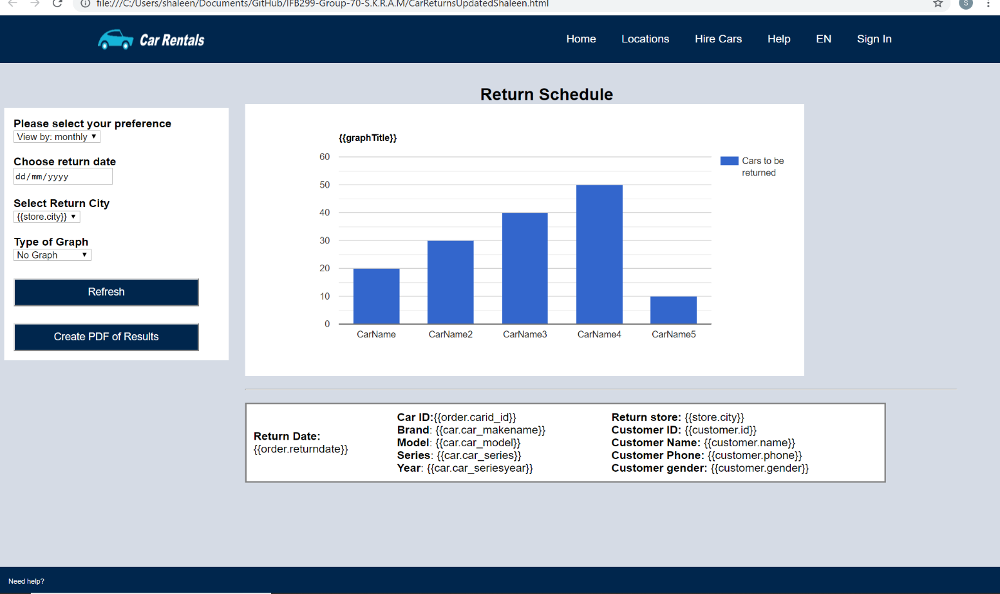 file:///C:/Users/shaleen/Documents/GitHub/IFB299-Group-70-S.K.R.A.M/CarReturnsUpdatedShaleen.html
S
Car Rentals
Home
Locations
Hire Cars
Help
EN
Sign In
Return Schedule
Please select your preference
View by: monthly
Choose return date
dd/mm/yyyy
Select Return City
{{store.city}}
Type of Graph
No Graph
Refresh
Create PDF of Results
{{graphTitle}}
60
50
40
30
20
10
0
CarName
CarName2
CarName3
CarName4
CarName5
Cars to be
returned
Return Date:
{{order.returndate}}
Car ID:{{order.carid_id}}
Brand: {{car.car_makename}}
Model: {{car.car_model}}
Series: {{car.car_series}}
Year: {{car.car_seriesyear}}
Return store: {{store.city}}
Customer ID: {{customer.id}}
Customer Name: {{customer.name}}
Customer Phone: {{customer.phone}}
Customer gender: {{customer.gender}}
Need help?